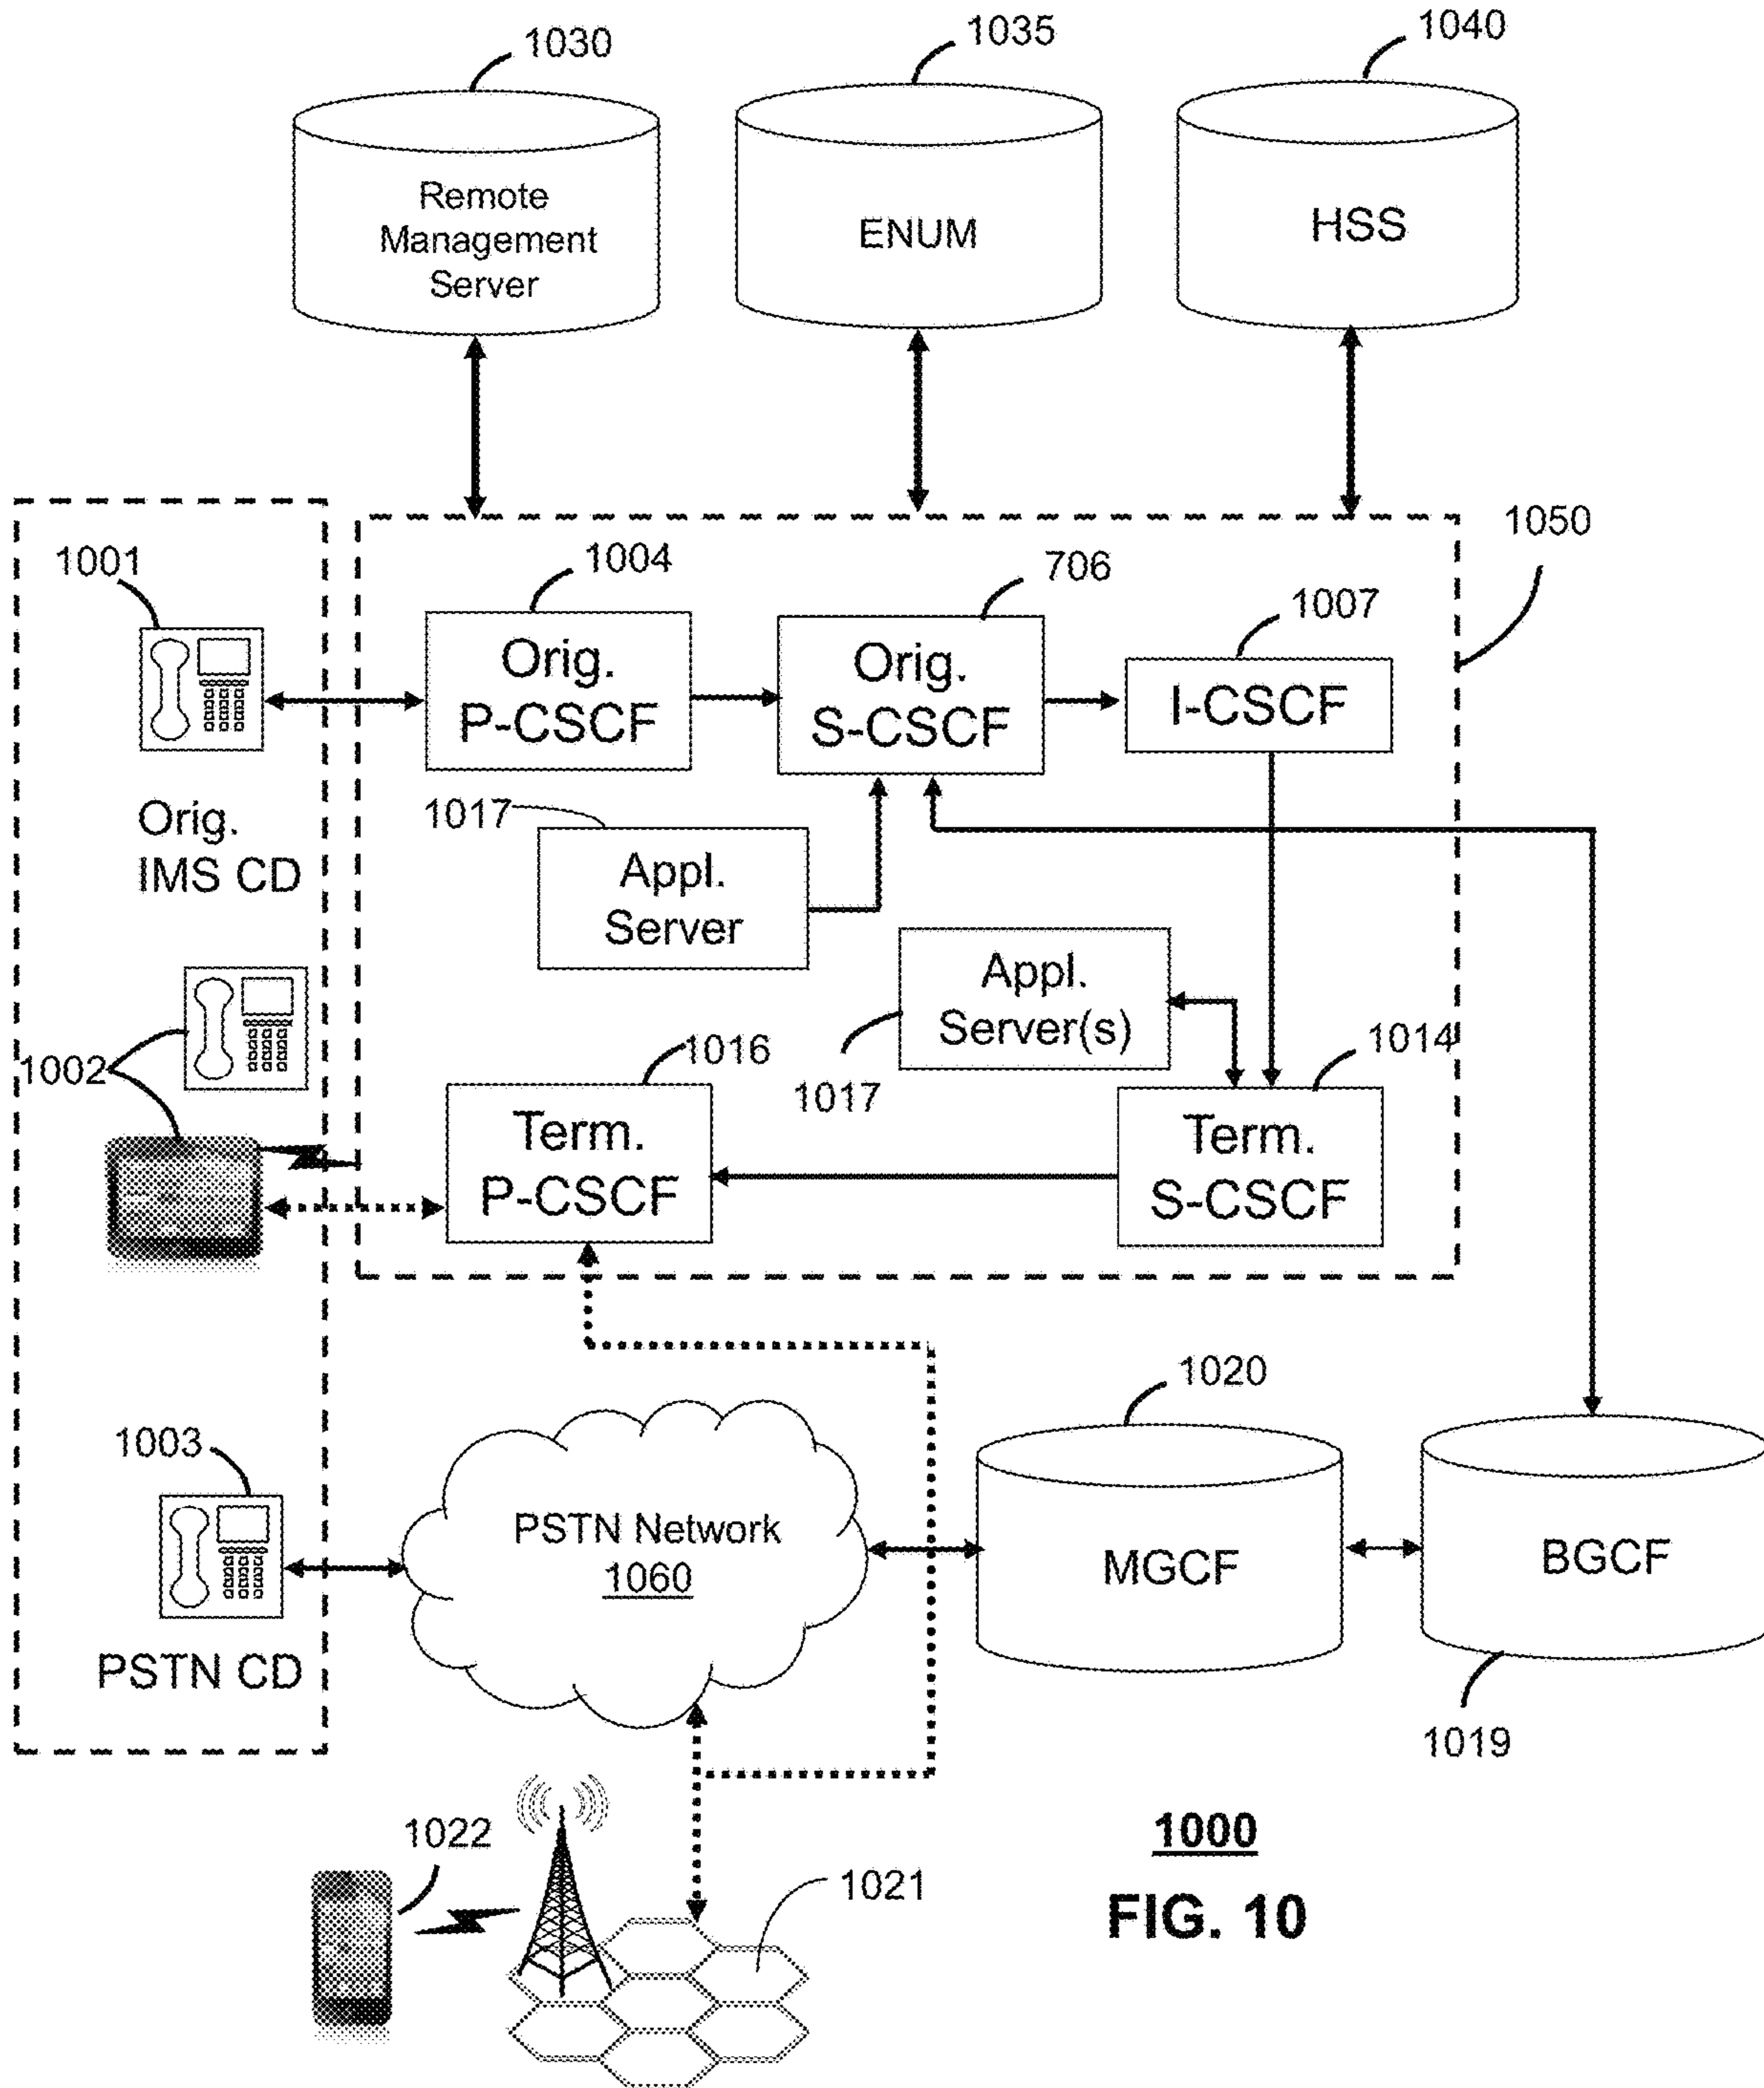 1030
1035
1040
Remote
Management
Server
ENUM
HSS
1050
1001
1004
706
1007
Orig.
P-CSCF
Orig.
S-CSCF
I-CSCF
Orig.
IMS CD
1017
Appl.
Server
Appl.
Server(s)
1017
1002
1016
1014
Term.
P-CSCF
Term.
S-CSCF
1020
1003
PSTN Network
1060
MGCF
BGCF
PSTN CD
1019
1022
1021
1000
FIG. 10